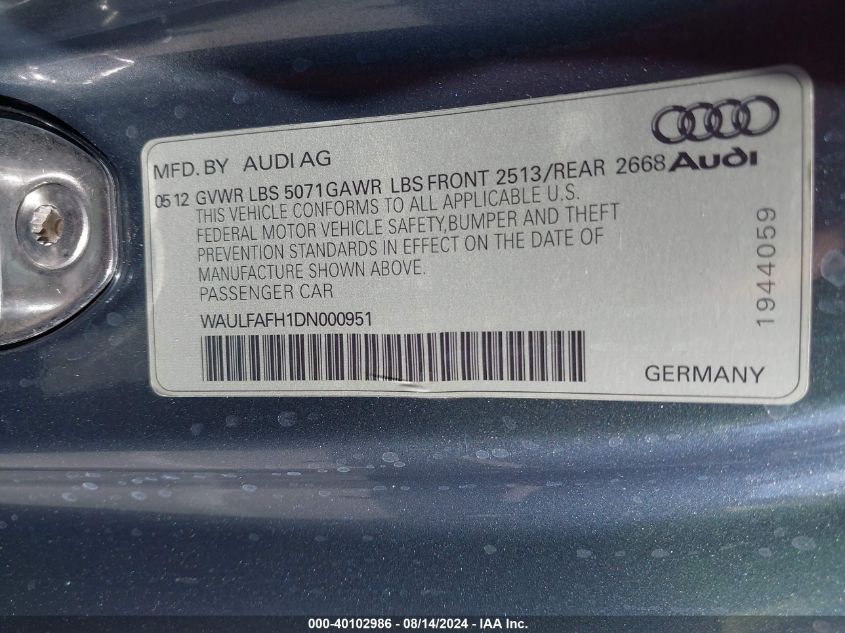 MFD. BY AUDI AG
Audi
05 12 GVWR LBS 5071 GAWR LBS FRONT 2513/REAR 2668
THIS VEHICLE CONFORMS TO ALL APPLICABLE U.S.
FEDERAL MOTOR VEHICLE SAFETY,BUMPER AND THEFT
PREVENTION STANDARDS IN EFFECT ON THE DATE OF
MANUFACTURE SHOWN ABOVE.
PASSENGER CAR
WAULFAFH1DN000951
1944059
GERMANY
000-40102986 - 08/14/2024 - IAA Inc.